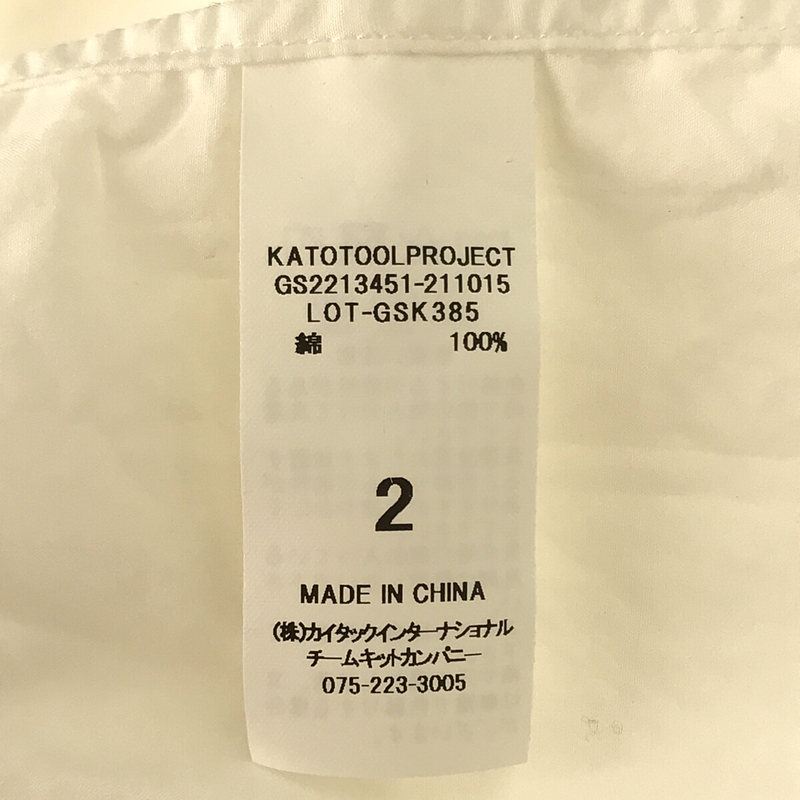 KATOTOOLPROJECT
GS2213451-211015
LOT-GSK385
綿 100%
2
MADE IN CHINA
(株)カイタックインターナショナル
チームキットカンパニー
075-223-3005